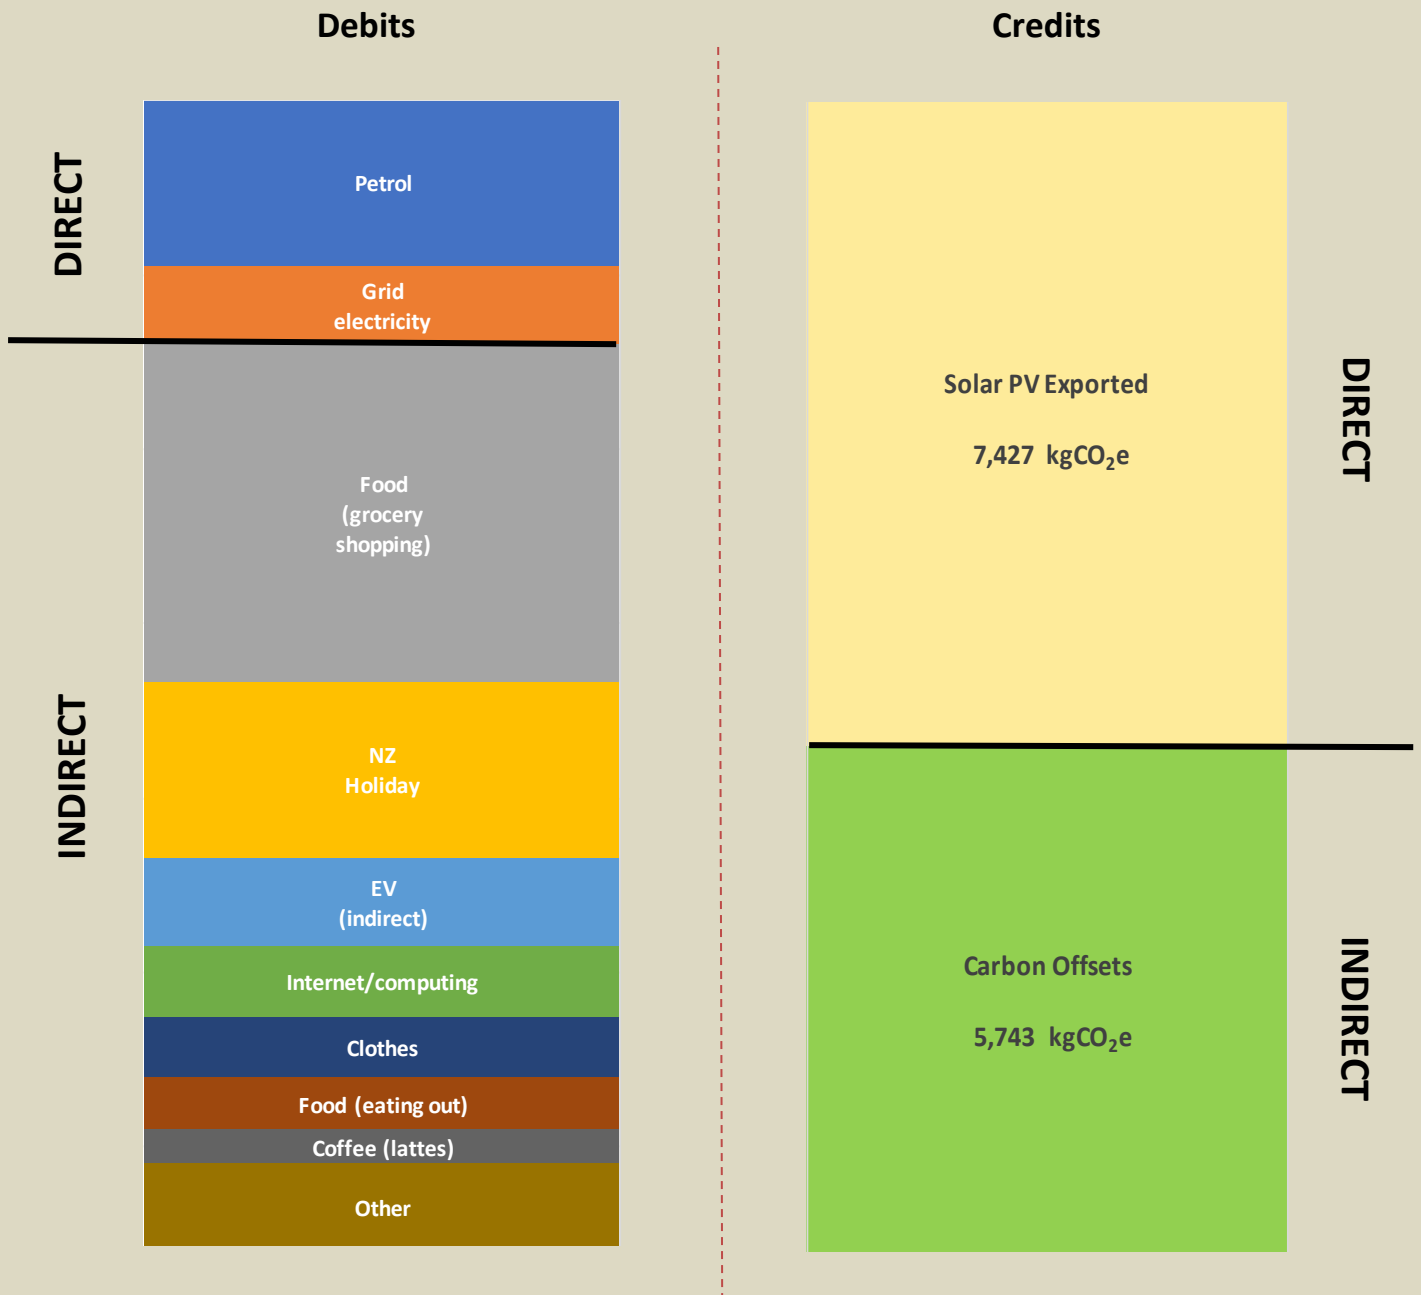 Debits
DIRECT
Petrol
Grid
electricity
INDIRECT
Food
(grocery
shopping)
NZ
Holiday
EV
(indirect)
Internet/computing
Clothes
Food (eating out)
Coffee (lattes)
Other
Credits
Solar PV Exported
7,427 kgCO₂e
DIRECT
Carbon Offsets
5,743 kgCO₂e
INDIRECT